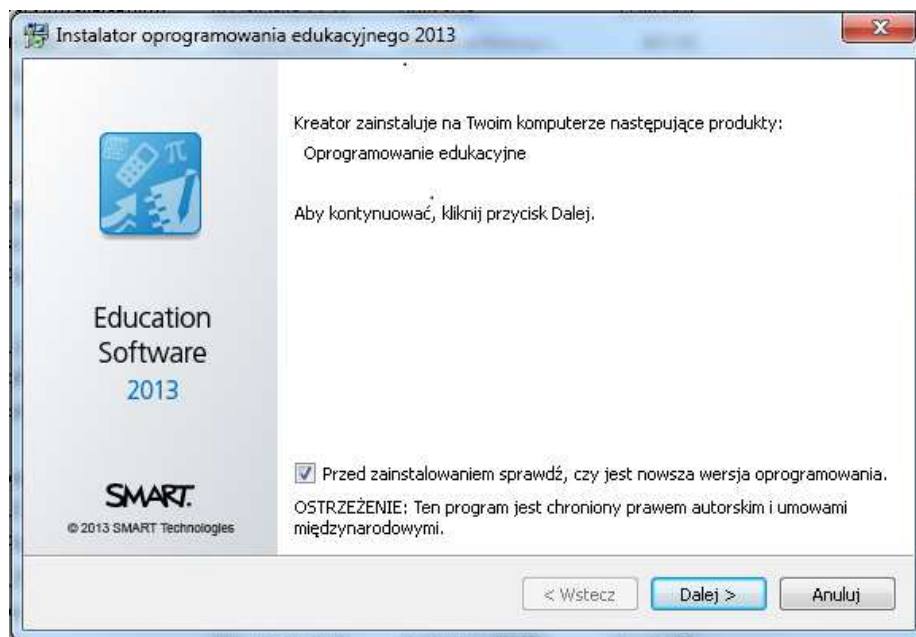 Instalator oprogramowania edukacyjnego 2013
Kreator zainstaluje na Twoim komputerze następujące produkty:
Oprogramowanie edukacyjne
Aby kontynuować, kliknij przycisk Dalej.
Education
Software
2013
Przed zainstalowaniem sprawdź, czy jest nowsza wersja oprogramowania.
OSTRZEŻENIE: Ten program jest chroniony prawem autorskim i umowami
międzynarodowymi.
SMART.
© 2013 SMART Technologies
< Wstecz
Dalej >
Anuluj